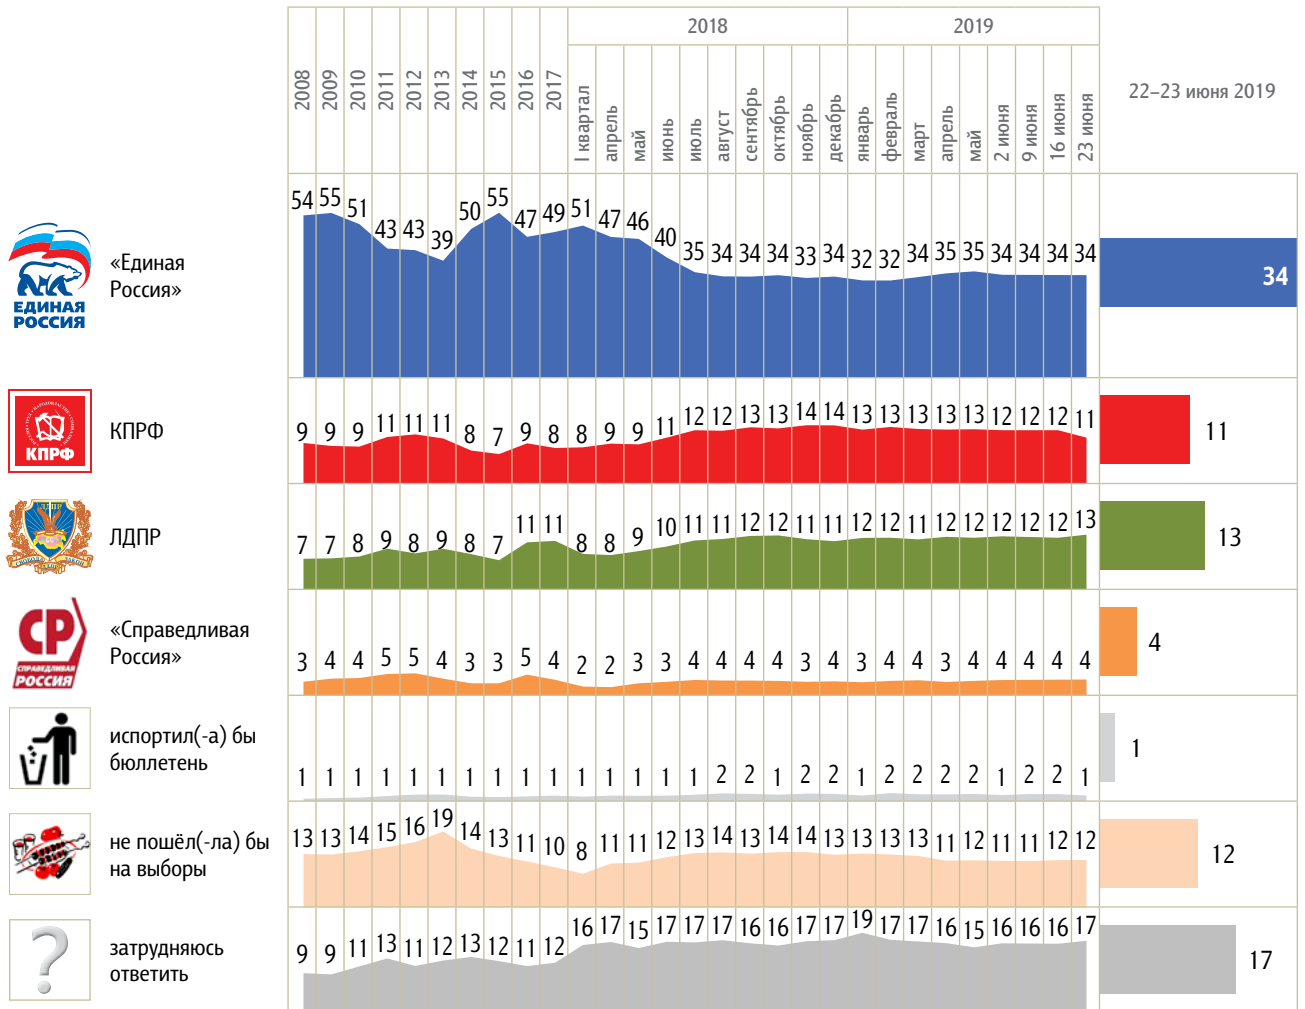 2018
2019
2008 2009 2010 2011 2012 2013 2014 2015 2016 2017 I квартал апрель май июнь июль август сентябрь октябрь ноябрь декабрь январь февраль март апрель май 2 июня 9 июня 16 июня 23 июня
22–23 июня 2019
ЕДИНАЯ
РОССИЯ
«Единая
Россия»
54 55 51 43 43 39 50 55 47 49 51 47 46 40 35 34 34 34 33 34 32 32 34 35 35 34 34 34 34
34
КПРФ
КПРФ
9 9 9 11 11 11 8 7 9 8 8 9 9 11 12 12 13 13 14 14 13 13 13 13 13 12 12 12 11
11
ЛДПР
ЛДПР
7 7 8 9 8 9 8 7 11 11 8 8 9 10 11 11 12 12 11 11 12 12 11 12 12 12 12 12 13
13
СР
СПРАВЕДЛИВАЯ
РОССИЯ
«Справедливая
Россия»
3 4 4 5 5 4 3 3 5 4 2 2 3 3 4 4 4 4 3 4 3 4 4 3 4 4 4 4 4
4
испортил(-а) бы
бюллетень
1 1 1 1 1 1 1 1 1 1 1 1 1 1 1 2 2 1 2 2 1 2 2 2 2 1 2 2 1
1
не пошёл(-ла) бы
на выборы
13 13 14 15 16 19 14 13 11 10 8 11 11 12 13 14 13 14 14 13 13 13 13 11 12 11 11 12 12
12
?
затрудняюсь
ответить
9 9 11 13 11 12 13 12 11 12 16 17 15 17 17 17 16 16 17 17 19 17 17 16 15 16 16 16 17
17